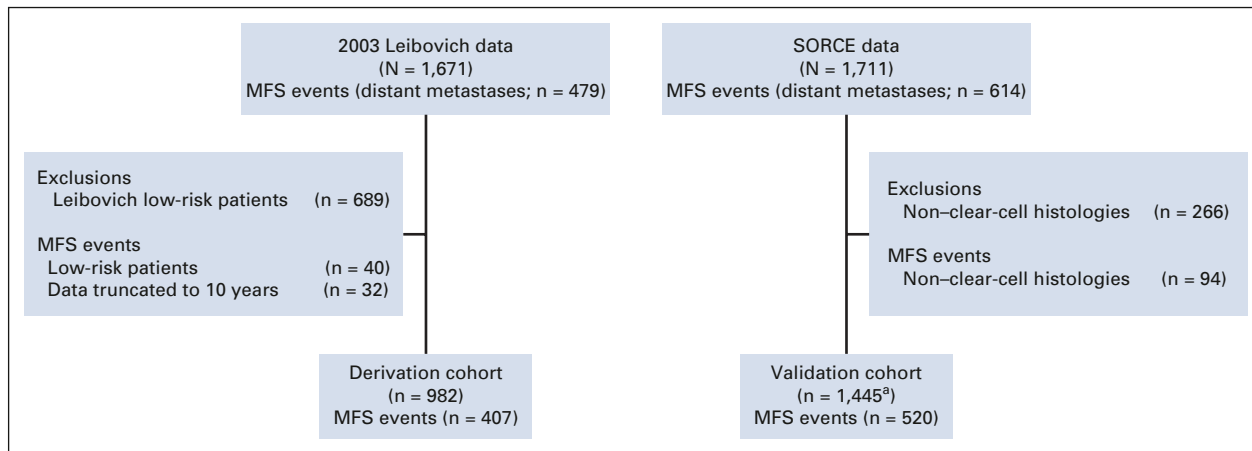 2003 Leibovich data
(N = 1,671)
MFS events (distant metastases; n = 479)
SORCE data
(N = 1,711)
MFS events (distant metastases; n = 614)
Exclusions
Leibovich low-risk patients (n = 689)
MFS events
Low-risk patients (n = 40)
Data truncated to 10 years (n = 32)
Exclusions
Non–clear-cell histologies (n = 266)
MFS events
Non–clear-cell histologies (n = 94)
Derivation cohort
(n = 982)
MFS events (n = 407)
Validation cohort
(n = 1,445ª)
MFS events (n = 520)